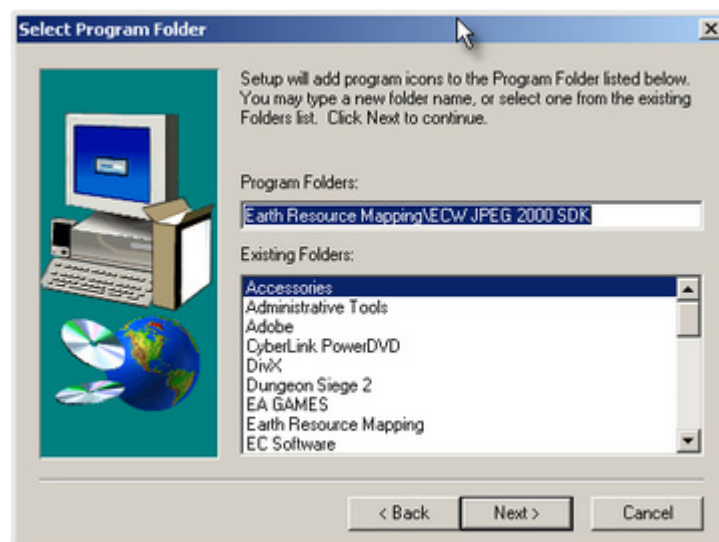 Select Program Folder
Setup will add program icons to the Program Folder listed below.
You may type a new folder name, or select one from the existing
Folders list. Click Next to continue.
Program Folders:
Earth Resource Mapping\ECW JPEG 2000 SDK
Existing Folders:
Accessories
Administrative Tools
Adobe
CyberLink PowerDVD
DivX
Dungeon Siege 2
EA GAMES
Earth Resource Mapping
EC Software
< Back
Next >
Cancel